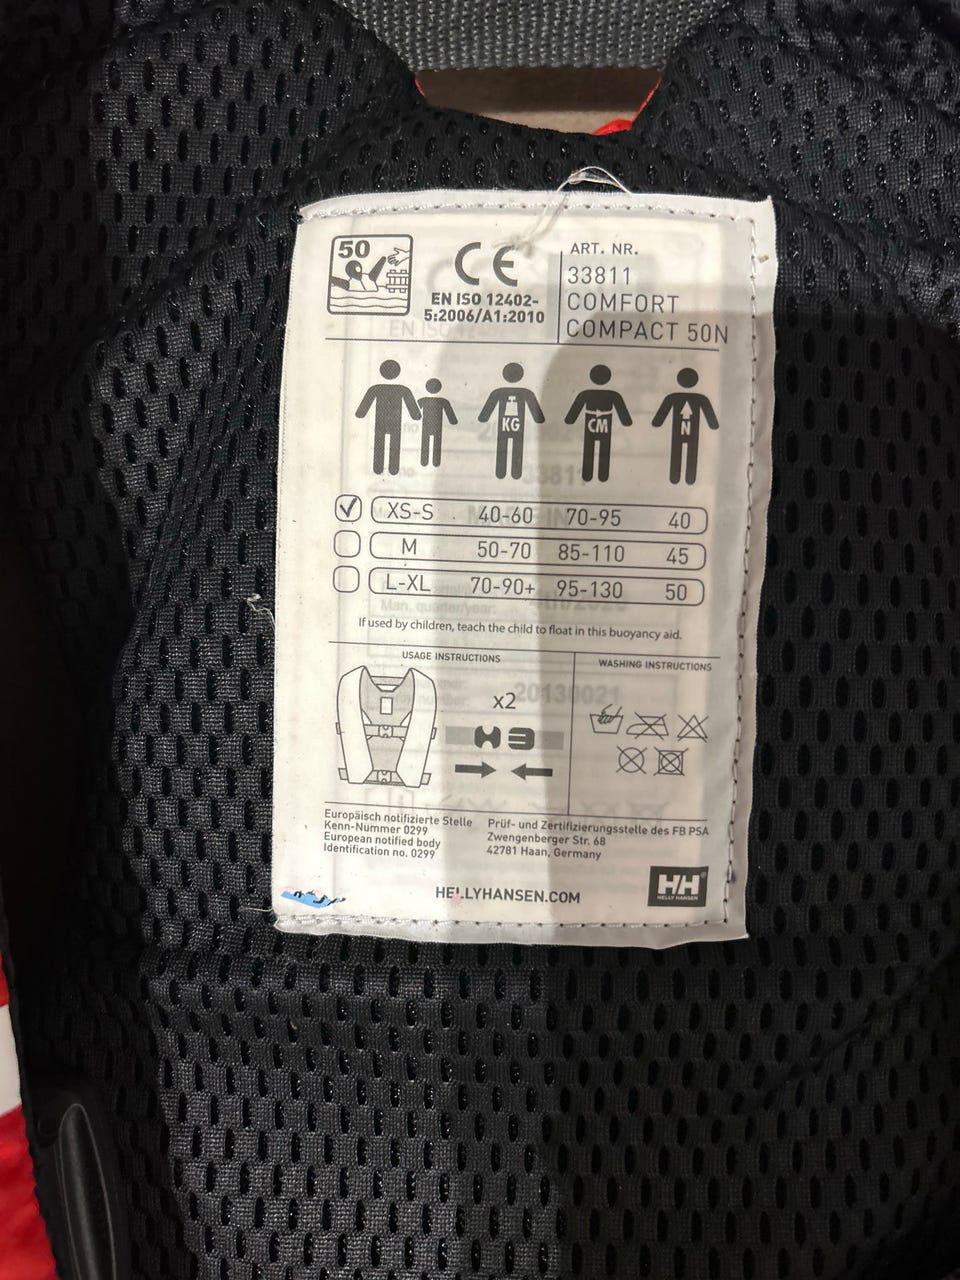 50
CE
EN ISO 12402-
5:2006/A1:2010
ART. NR.
33811
COMFORT
COMPACT 50N
KG
CM
N
XS-S 40-60 70-95 40
M 50-70 85-110 45
L-XL 70-90+ 95-130 50
If used by children, teach the child to float in this buoyancy aid.
USAGE INSTRUCTIONS
x2
WASHING INSTRUCTIONS
Europäisch notifizierte Stelle
Kenn-Nummer 0299
European notified body
Identification no. 0299
Prüf- und Zertifizierungsstelle des FB PSA
Zwengenberger Str. 68
42781 Haan, Germany
HELLYHANSEN.COM
HH®
HELLY HANSEN